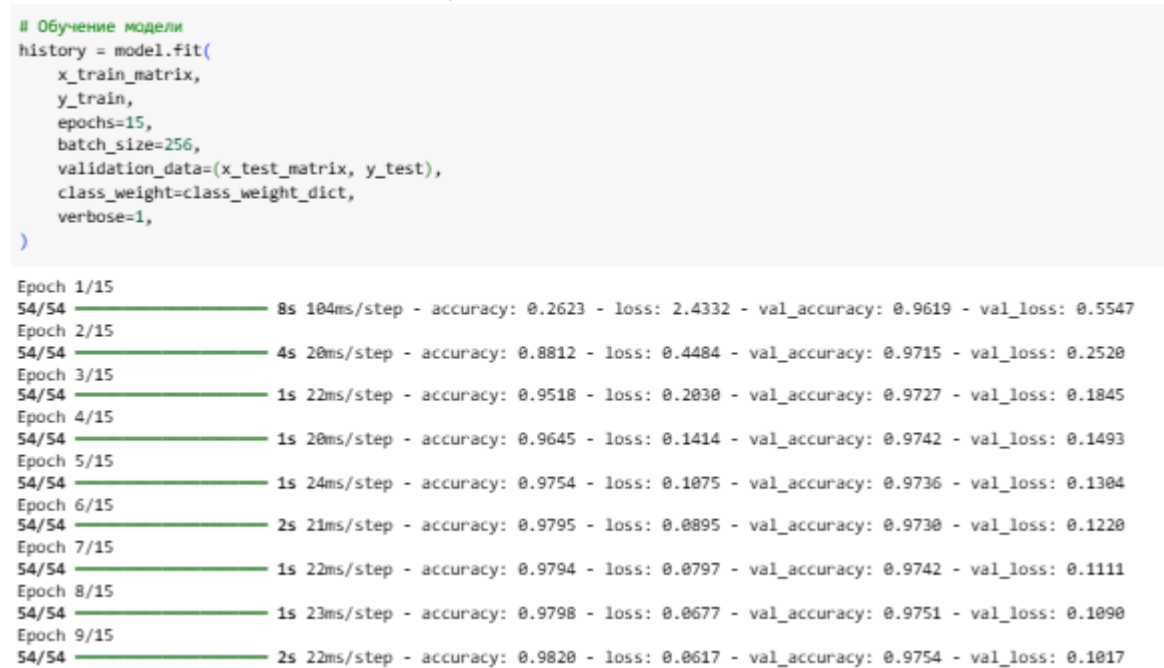 # Обучение модели
history = model.fit(
    x_train_matrix,
    y_train,
    epochs=15,
    batch_size=256,
    validation_data=(x_test_matrix, y_test),
    class_weight=class_weight_dict,
    verbose=1,
)
Epoch 1/15
54/54 8s 104ms/step - accuracy: 0.2623 - loss: 2.4332 - val_accuracy: 0.9619 - val_loss: 0.5547
Epoch 2/15
54/54 4s 20ms/step - accuracy: 0.8812 - loss: 0.4484 - val_accuracy: 0.9715 - val_loss: 0.2520
Epoch 3/15
54/54 1s 22ms/step - accuracy: 0.9518 - loss: 0.2030 - val_accuracy: 0.9727 - val_loss: 0.1845
Epoch 4/15
54/54 1s 20ms/step - accuracy: 0.9645 - loss: 0.1414 - val_accuracy: 0.9742 - val_loss: 0.1493
Epoch 5/15
54/54 1s 24ms/step - accuracy: 0.9754 - loss: 0.1075 - val_accuracy: 0.9736 - val_loss: 0.1304
Epoch 6/15
54/54 2s 21ms/step - accuracy: 0.9795 - loss: 0.0895 - val_accuracy: 0.9730 - val_loss: 0.1220
Epoch 7/15
54/54 1s 22ms/step - accuracy: 0.9794 - loss: 0.0797 - val_accuracy: 0.9742 - val_loss: 0.1111
Epoch 8/15
54/54 1s 23ms/step - accuracy: 0.9798 - loss: 0.0677 - val_accuracy: 0.9751 - val_loss: 0.1090
Epoch 9/15
54/54 2s 22ms/step - accuracy: 0.9820 - loss: 0.0617 - val_accuracy: 0.9754 - val_loss: 0.1017